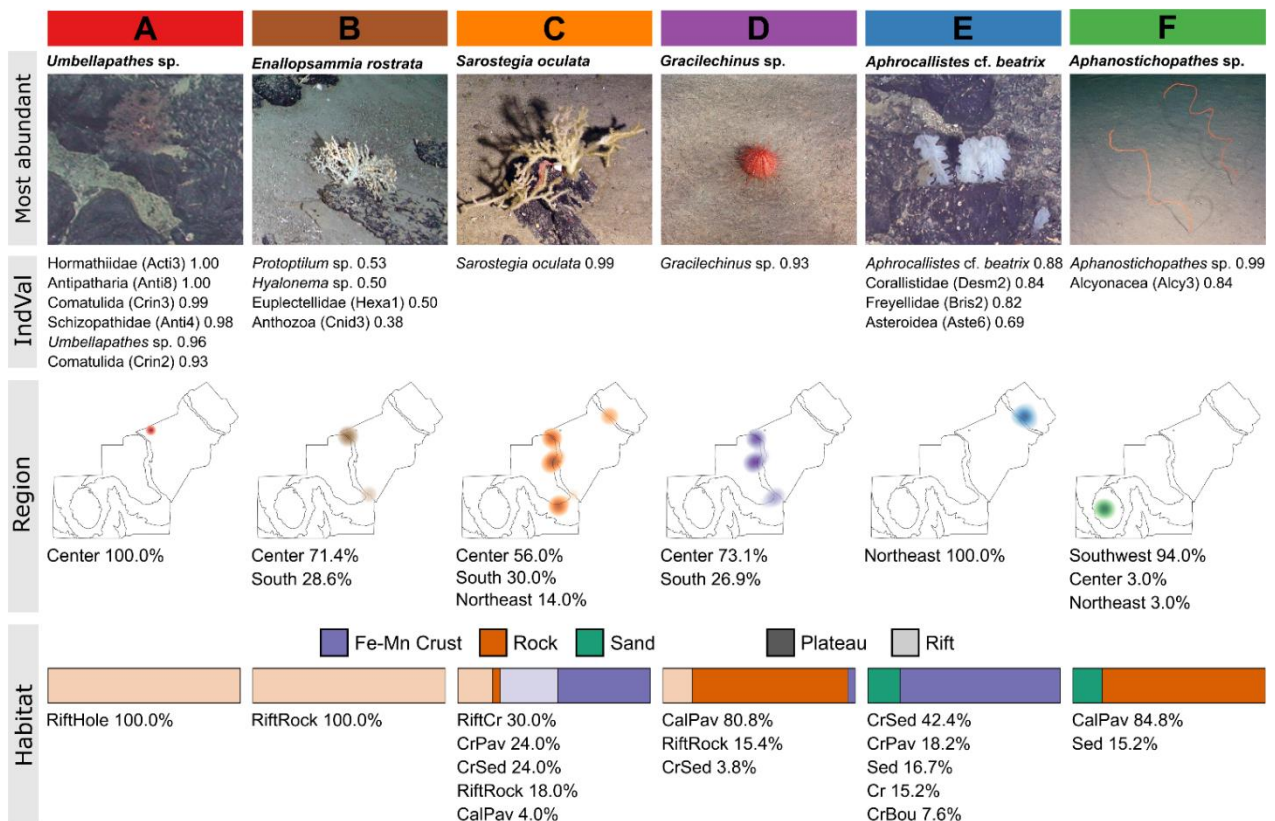 A B C D E F
Most abundant
Umbellapathes sp.
Enallopsammia rostrata
Sarostegia oculata
Gracilechinus sp.
Aphrocallistes cf. beatrix
Aphanostichopathes sp.
IndVal
Hormathiidae (Acti3) 1.00
Antipatharia (Anti8) 1.00
Comatulida (Crin3) 0.99
Schizopathidae (Anti4) 0.98
Umbellapathes sp. 0.96
Comatulida (Crin2) 0.93
Protoptilum sp. 0.53
Hyalonema sp. 0.50
Euplectellidae (Hexa1) 0.50
Anthozoa (Cnid3) 0.38
Sarostegia oculata 0.99
Gracilechinus sp. 0.93
Aphrocallistes cf. beatrix 0.88
Corallistidae (Desm2) 0.84
Freyellidae (Bris2) 0.82
Asteroidea (Aste6) 0.69
Aphanostichopathes sp. 0.99
Alcyonacea (Alcy3) 0.84
Region
Center 100.0%
Center 71.4%
South 28.6%
Center 56.0%
South 30.0%
Northeast 14.0%
Center 73.1%
South 26.9%
Northeast 100.0%
Southwest 94.0%
Center 3.0%
Northeast 3.0%
Habitat
Fe-Mn Crust Rock Sand Plateau Rift
RiftHole 100.0%
RiftRock 100.0%
RiftCr 30.0%
CrPav 24.0%
CrSed 24.0%
RiftRock 18.0%
CalPav 4.0%
CalPav 80.8%
RiftRock 15.4%
CrSed 3.8%
CrSed 42.4%
CrPav 18.2%
Sed 16.7%
Cr 15.2%
CrBou 7.6%
CalPav 84.8%
Sed 15.2%